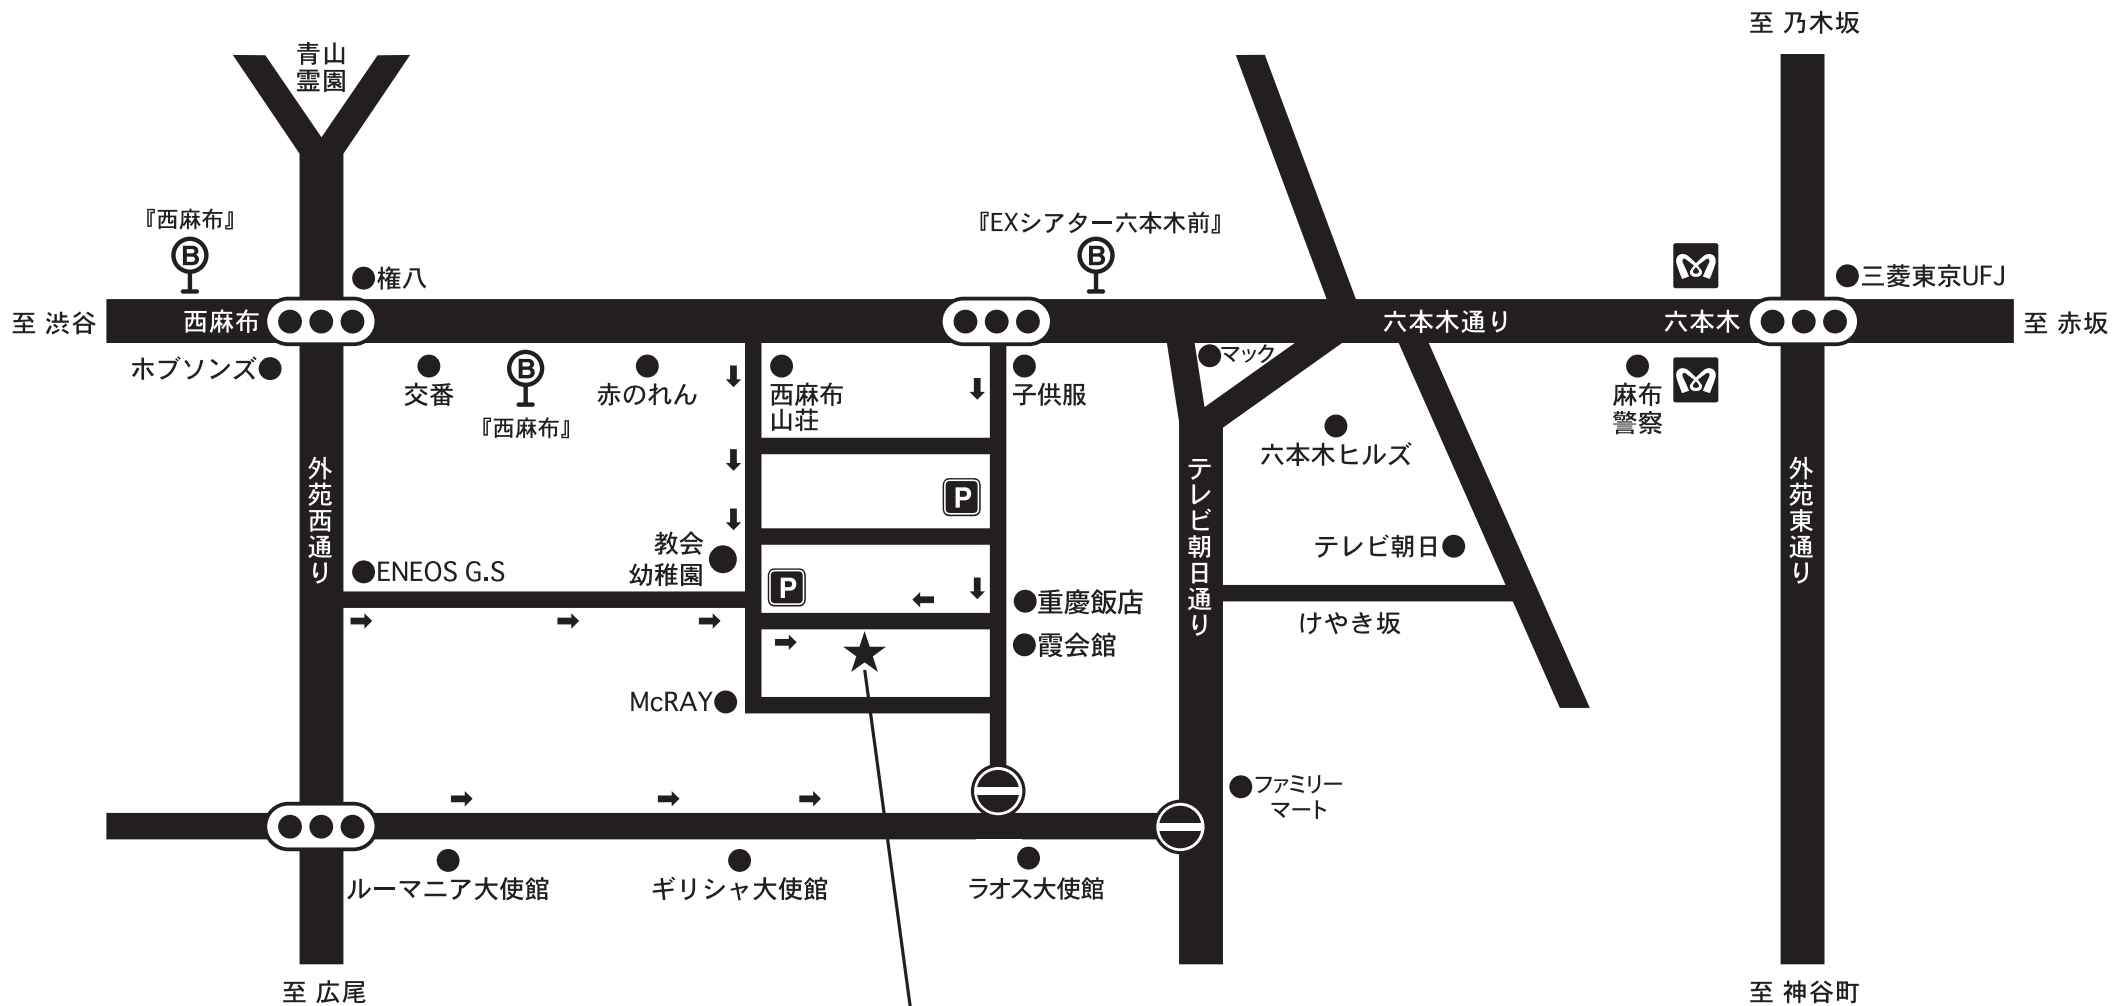 至 乃木坂
青山
霊園
『西麻布』
B
『EXシアター六本木前』
B
権八
三菱東京UFJ
至 渋谷
西麻布
六本木通り
六本木
至 赤坂
ホブソンズ
交番
B
『西麻布』
赤のれん
西麻布
山荘
子供服
マック
麻布
警察
六本木ヒルズ
外苑西通り
テレビ朝日通り
外苑東通り
P
教会
幼稚園
テレビ朝日
ENEOS G.S
P
重慶飯店
けやき坂
霞会館
McRAY
ファミリー
マート
ルーマニア大使館
ギリシャ大使館
ラオス大使館
至 広尾
至 神谷町